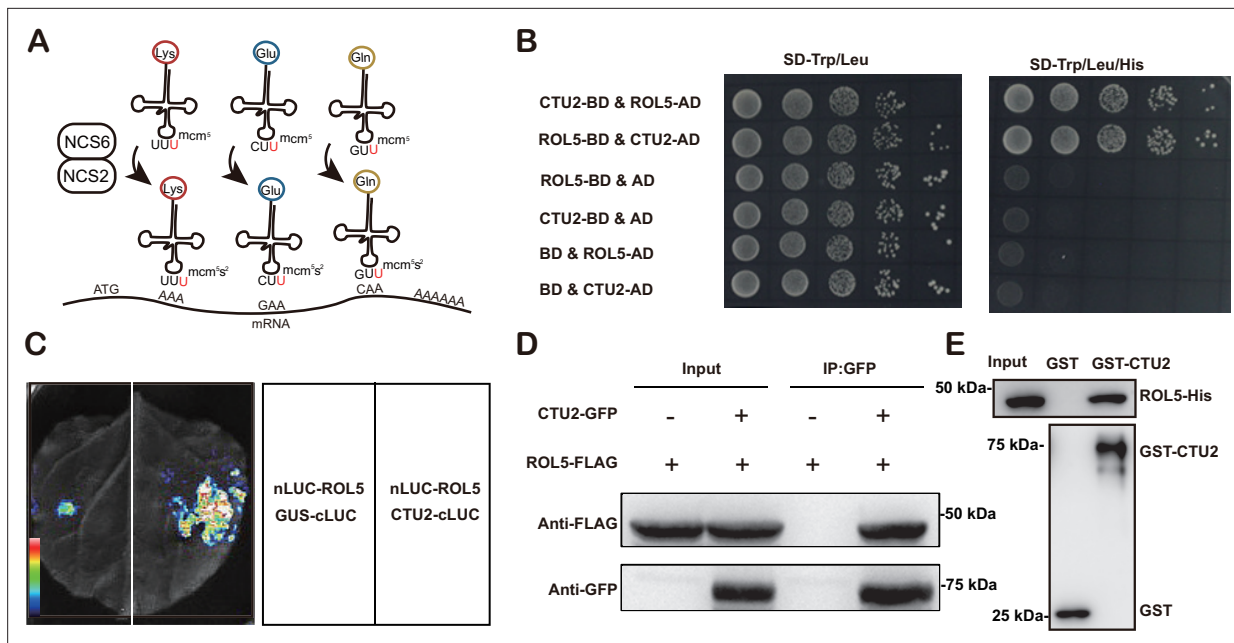 A
Lys
Glu
Gln
mcm⁵
mcm⁵
mcm⁵
UUU
CUU
GUU
NCS6
NCS2
Lys
Glu
Gln
mcm⁵s²
mcm⁵s²
mcm⁵s²
UUU
CUU
GUU
ATG
AAA
GAA
CAA
AAAAAA
mRNA
B
SD-Trp/Leu
SD-Trp/Leu/His
CTU2-BD & ROL5-AD
ROL5-BD & CTU2-AD
ROL5-BD & AD
CTU2-BD & AD
BD & ROL5-AD
BD & CTU2-AD
C
nLUC-ROL5
GUS-cLUC
nLUC-ROL5
CTU2-cLUC
D
Input
IP:GFP
CTU2-GFP - + - +
ROL5-FLAG + + + +
Anti-FLAG
-50 kDa
Anti-GFP
-75 kDa
E
Input GST GST-CTU2
50 kDa-
ROL5-His
75 kDa-
GST-CTU2
25 kDa-
GST